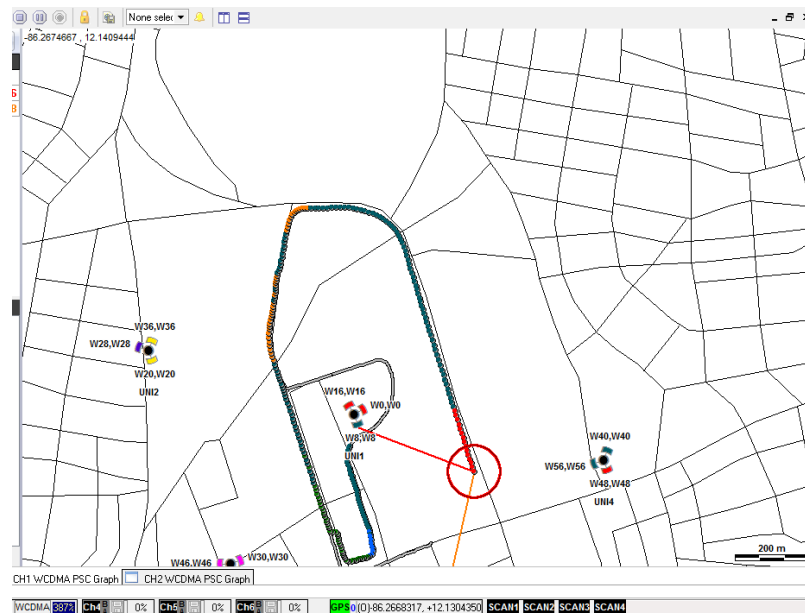 None selec
-86.2674667 , 12.1409444
6
8
W36,W36
W28,W28
W20,W20
UNI2
W16,W16
W0,W0
W8,W8
UNI1
W40,W40
W56,W56
W48,W48
UNI4
W46,W46 W30,W30
200 m
CH1 WCDMA PSC Graph CH2 WCDMA PSC Graph
WCDMA 387% Ch4 0% Ch5 0% Ch6 0% GPS 0 (O)-86.2668317, +12.1304350 SCAN1 SCAN2 SCAN3 SCAN4